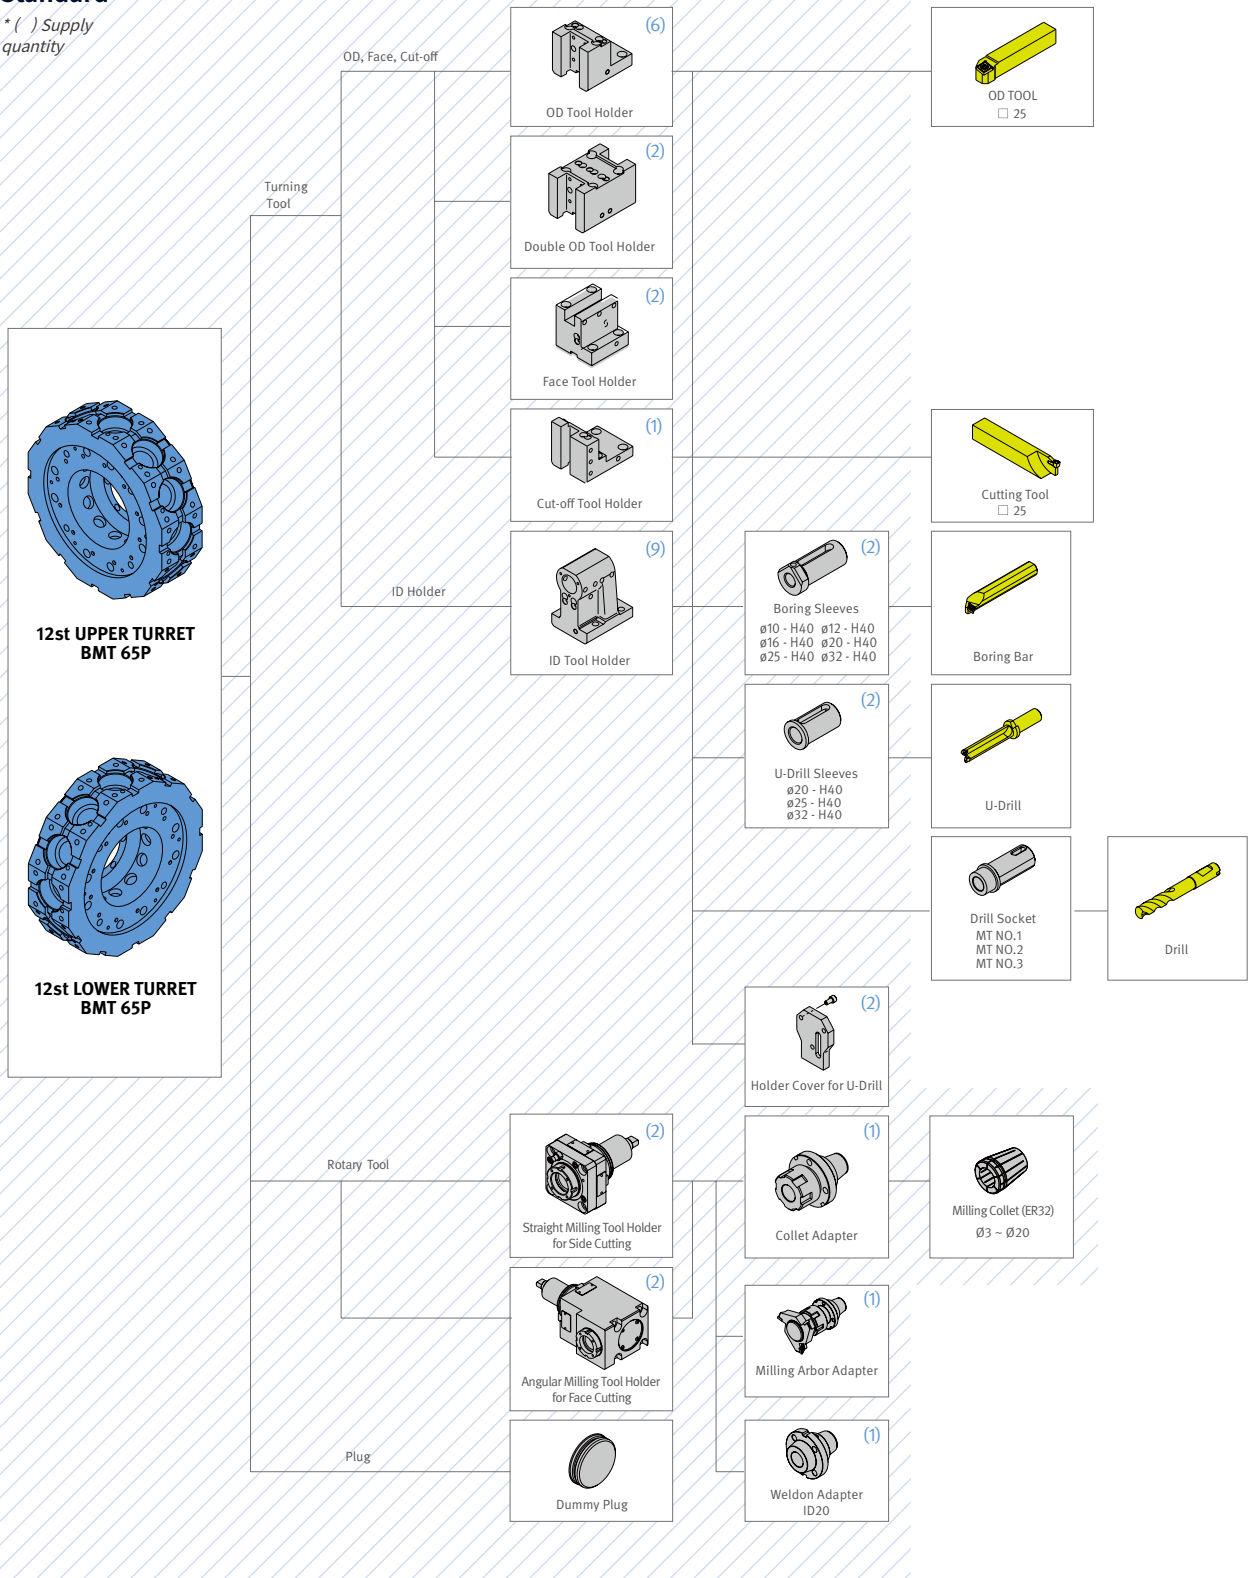 Standard
* ( ) Supply
quantity
OD, Face, Cut-off
(6)
OD Tool Holder
OD TOOL
□ 25
(2)
Double OD Tool Holder
Turning
Tool
(2)
Face Tool Holder
(1)
Cut-off Tool Holder
Cutting Tool
□ 25
ID Holder
(9)
ID Tool Holder
(2)
Boring Sleeves
ø10 - H40 ø12 - H40
ø16 - H40 ø20 - H40
ø25 - H40 ø32 - H40
Boring Bar
12st UPPER TURRET
BMT 65P
(2)
U-Drill Sleeves
ø20 - H40
ø25 - H40
ø32 - H40
U-Drill
Drill Socket
MT NO.1
MT NO.2
MT NO.3
Drill
12st LOWER TURRET
BMT 65P
(2)
Holder Cover for U-Drill
Rotary Tool
(2)
Straight Milling Tool Holder
for Side Cutting
(1)
Collet Adapter
Milling Collet (ER32)
Ø3 ~ Ø20
(2)
Angular Milling Tool Holder
for Face Cutting
(1)
Milling Arbor Adapter
Plug
Dummy Plug
(1)
Weldon Adapter
ID20